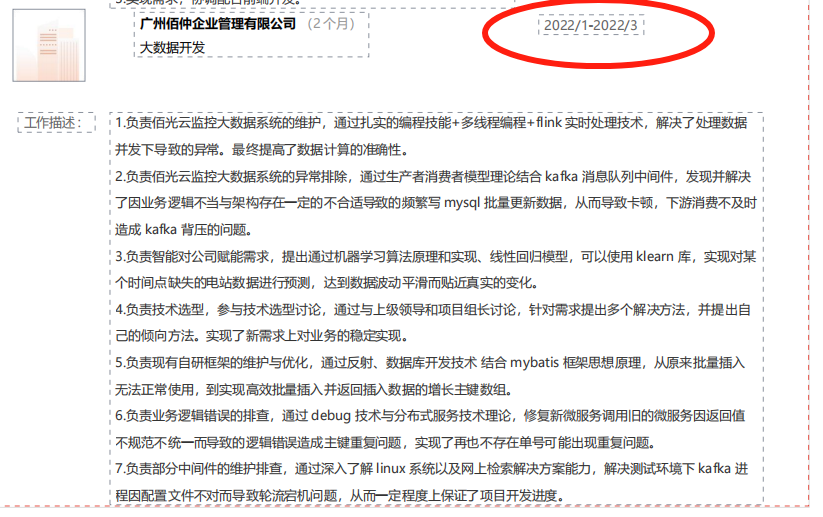 5.实现需求，协调配合前端开发。
广州佰仲企业管理有限公司 （2 个月） 2022/1-2022/3
大数据开发
工作描述：
1.负责佰光云监控大数据系统的维护，通过扎实的编程技能+多线程编程+flink 实时处理技术，解决了处理数据
并发下导致的异常。最终提高了数据计算的准确性。
2.负责佰光云监控大数据系统的异常排除，通过生产者消费者模型理论结合 kafka 消息队列中间件，发现并解决
了因业务逻辑不当与架构存在一定的不合适导致的频繁写 mysql 批量更新数据，从而导致卡顿，下游消费不及时
造成 kafka 背压的问题。
3.负责智能对公司赋能需求，提出通过机器学习算法原理和实现、线性回归模型，可以使用 klearn 库，实现对某
个时间点缺失的电站数据进行预测，达到数据波动平滑而贴近真实的变化。
4.负责技术选型，参与技术选型讨论，通过与上级领导和项目组长讨论，针对需求提出多个解决方法，并提出自
己的倾向方法。实现了新需求上对业务的稳定实现。
5.负责现有自研框架的维护与优化，通过反射、数据库开发技术 结合 mybatis 框架思想原理，从原来批量插入
无法正常使用，到实现高效批量插入并返回插入数据的增长主键数组。
6.负责业务逻辑错误的排查，通过 debug 技术与分布式服务技术理论，修复新微服务调用旧的微服务因返回值
不规范不统一而导致的逻辑错误造成主键重复问题，实现了再也不存在单号可能出现重复问题。
7.负责部分中间件的维护排查，通过深入了解 linux 系统以及网上检索解决方案能力，解决测试环境下 kafka 进
程因配置文件不对而导致轮流宕机问题，从而一定程度上保证了项目开发进度。